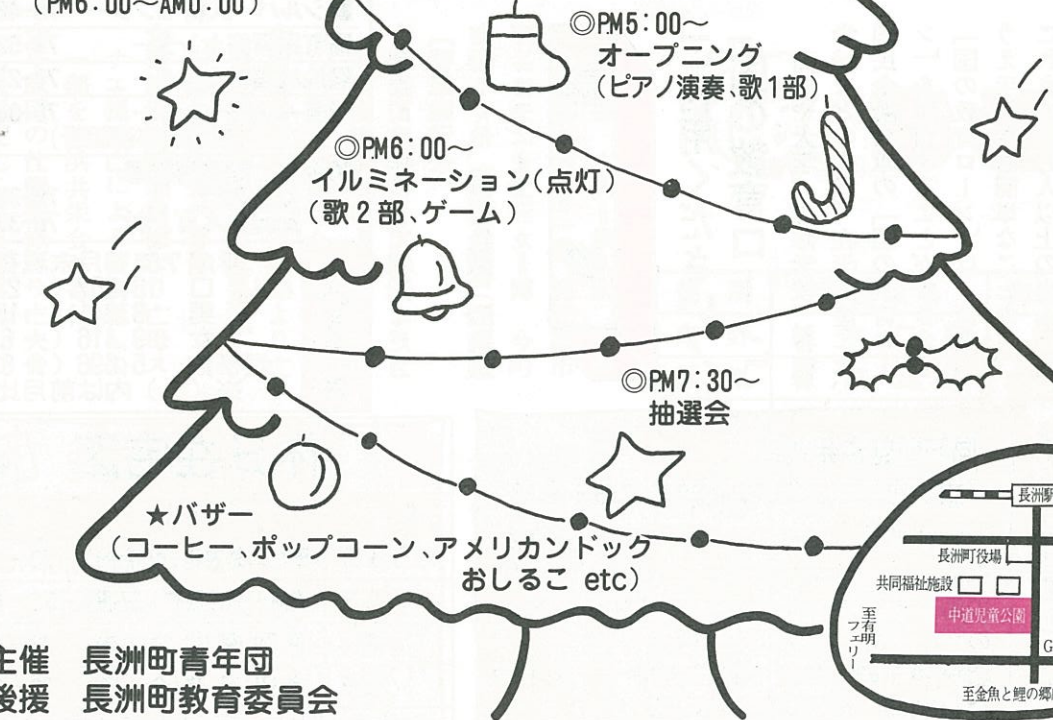 (PM6:00~AM0:00)
◎PM5:00~
オープニング
(ピアノ演奏、歌1部)
◎PM6:00~
イルミネーション(点灯)
(歌2部、ゲーム)
◎PM7:30~
抽選会
★バザー
(コーヒー、ポップコーン、アメリカンドック
おしるこ etc)
主催 長洲町青年団
後援 長洲町教育委員会
長洲駅
長洲町役場
共同福祉施設
中道児童公園
至有明
フェリー
G
至金魚と鯉の郷